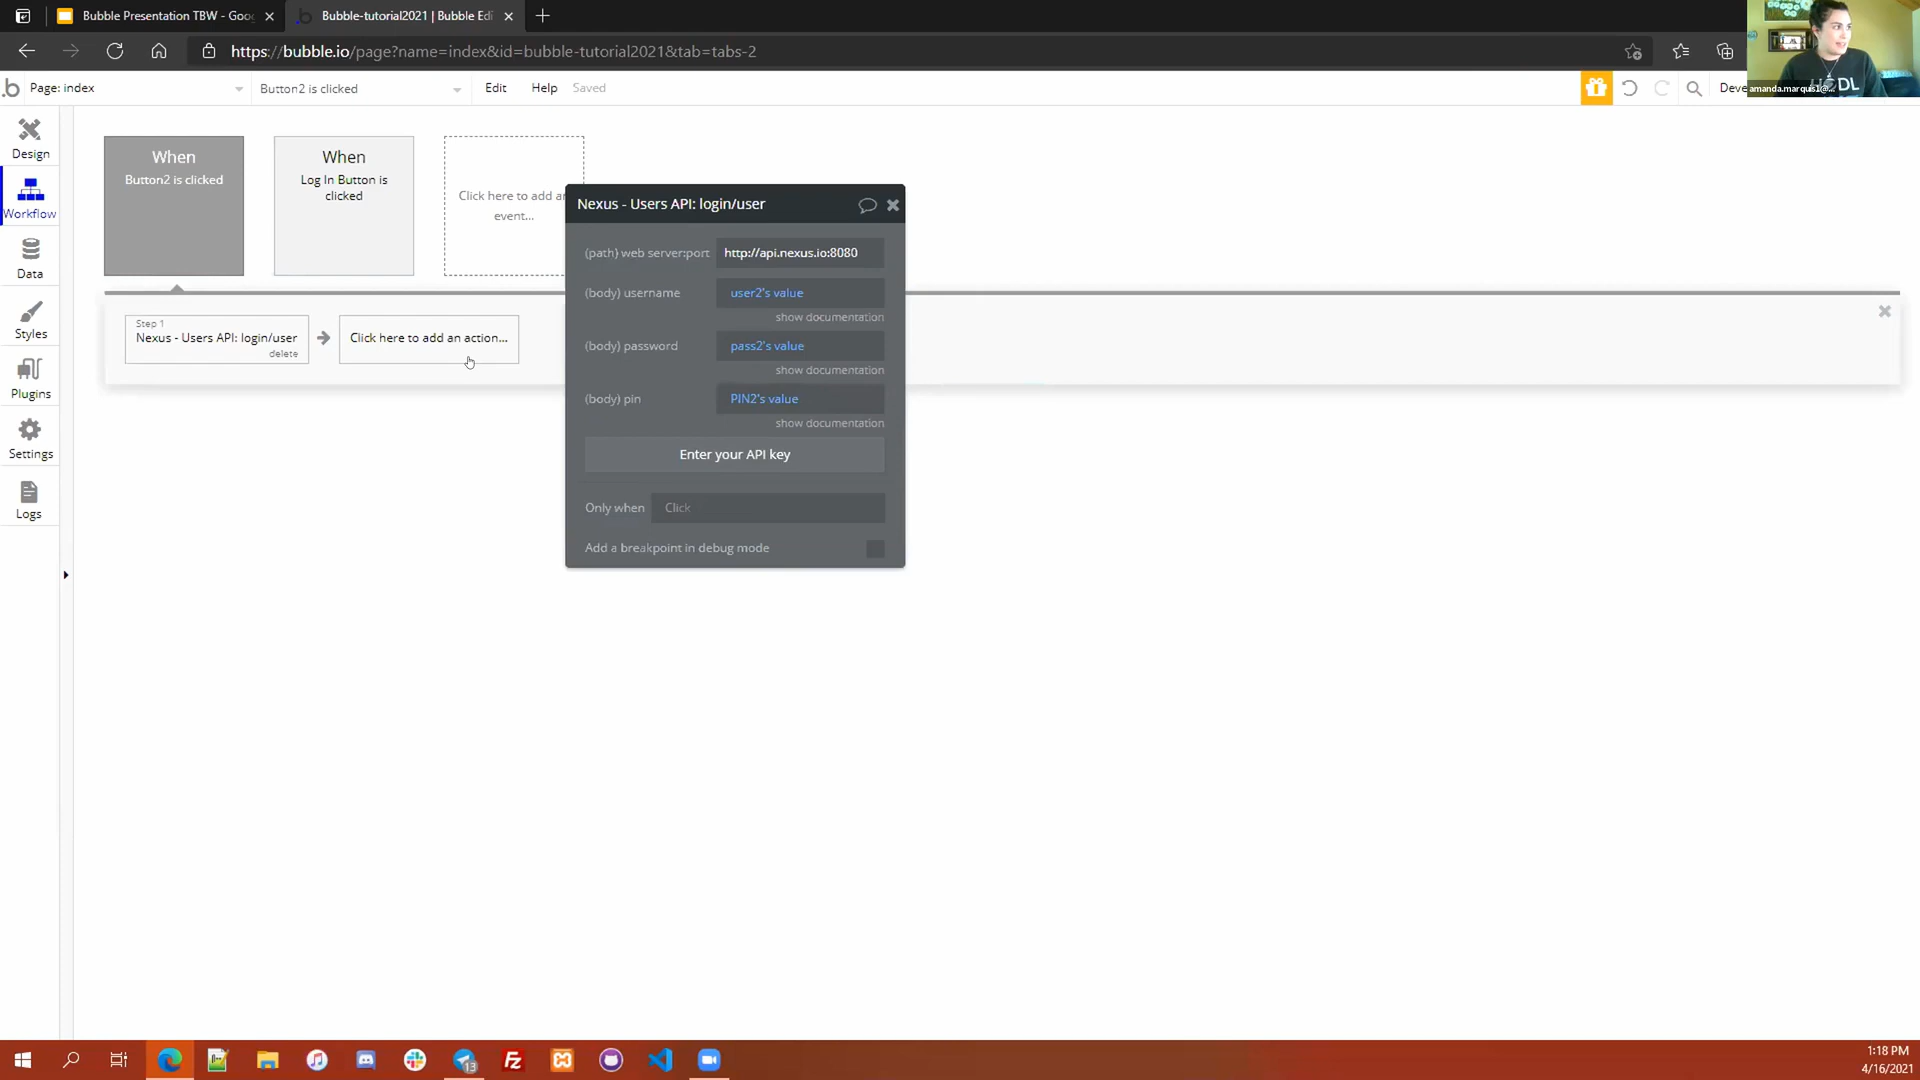 Bubble Presentation TBW - Goo
Bubble-tutorial2021 | Bubble Edi
https://bubble.io/page?name=index&id=bubble-tutorial2021&tab=tabs-2
Page: index
Button2 is clicked
Edit
Help
Saved
Deve
amanda.marquis1@...
Design
Workflow
Data
Styles
Plugins
Settings
Logs
When
Button2 is clicked
When
Log In Button is
clicked
Click here to add an
event...
Step 1
Nexus - Users API: login/user
delete
Click here to add an action...
Nexus - Users API: login/user
(path) web server:port
http://api.nexus.io:8080
(body) username
user2's value
show documentation
(body) password
pass2's value
show documentation
(body) pin
PIN2's value
show documentation
Enter your API key
Only when
Click
Add a breakpoint in debug mode
13
1:18 PM
4/16/2021